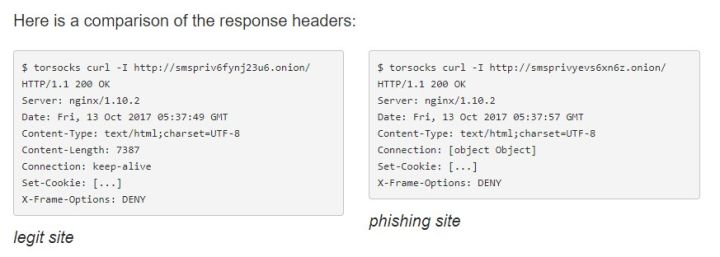 Here is a comparison of the response headers:
$ torsocks curl -I http://smspriv6fynj23u6.onion/
HTTP/1.1 200 OK
Server: nginx/1.10.2
Date: Fri, 13 Oct 2017 05:37:49 GMT
Content-Type: text/html;charset=UTF-8
Content-Length: 7387
Connection: keep-alive
Set-Cookie: [...]
X-Frame-Options: DENY
legit site
$ torsocks curl -I http://smsprivyevs6xn6z.onion/
HTTP/1.1 200 OK
Server: nginx/1.10.2
Date: Fri, 13 Oct 2017 05:37:57 GMT
Content-Type: text/html;charset=UTF-8
Connection: [object Object]
Set-Cookie: [...]
X-Frame-Options: DENY
phishing site